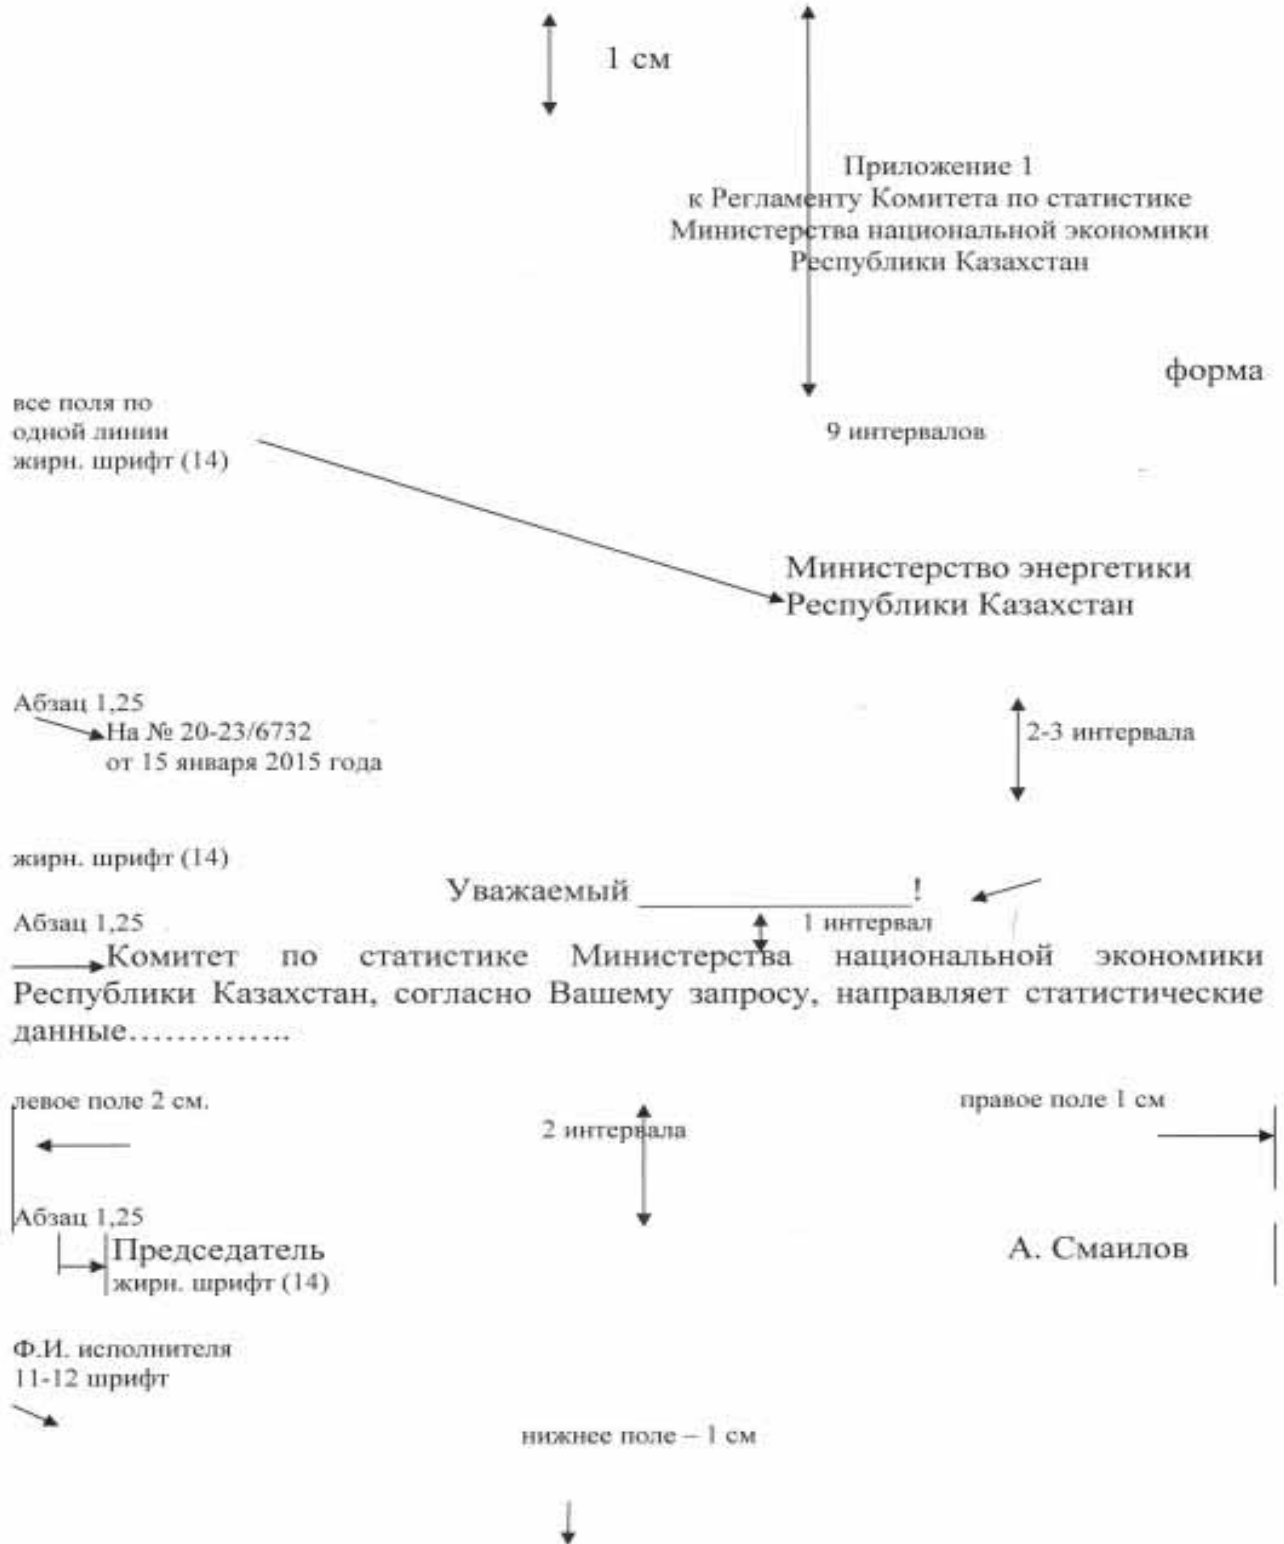 1 см
Приложение 1
к Регламенту Комитета по статистике
Министерства национальной экономики
Республики Казахстан
форма
все поля по
одной линии
жирн. шрифт (14)
9 интервалов
Министерство энергетики
Республики Казахстан
Абзац 1,25
На № 20-23/6732
от 15 января 2015 года
2-3 интервала
жирн. шрифт (14)
Уважаемый ____________________!
Абзац 1,25
1 интервал
Комитет по статистике Министерства национальной экономики
Республики Казахстан, согласно Вашему запросу, направляет статистические
данные…………..
левое поле 2 см.
2 интервала
правое поле 1 см
Абзац 1,25
Председатель А. Смаилов
жирн. шрифт (14)
Ф.И. исполнителя
11-12 шрифт
нижнее поле – 1 см